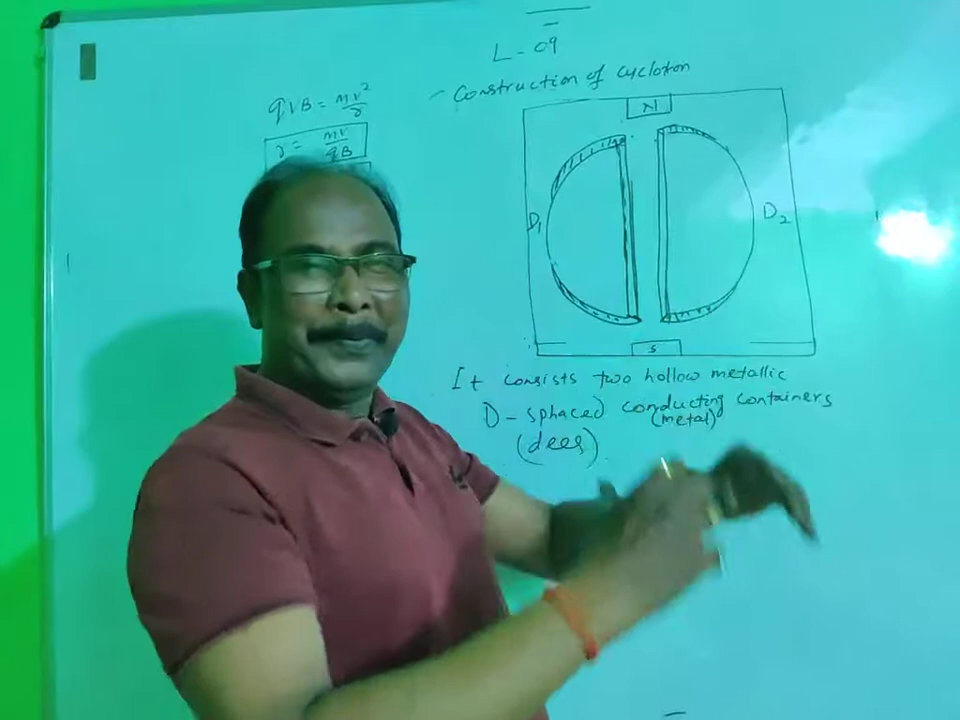 L - 09
Construction of cycloton
qVB = mv²/r
r = mv/qB
N
D₁
D₂
S
It consists two hollow metallic
D - sphaced conducting containers
(metal)
(dees)